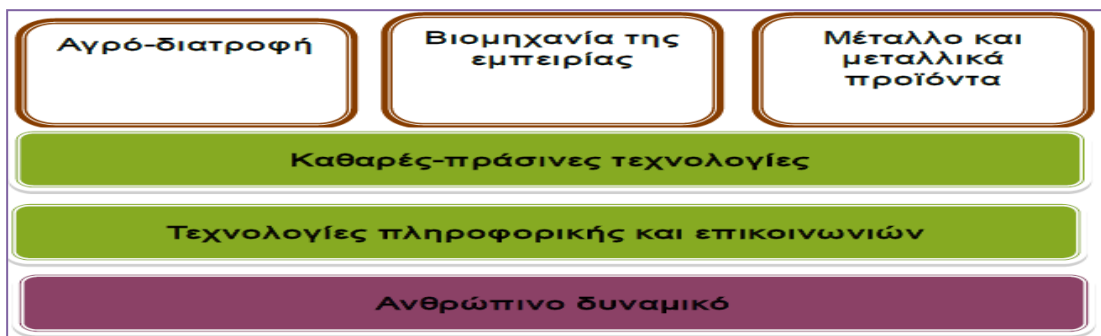 Αγρό-διατροφή
Βιομηχανία της
εμπειρίας
Μέταλλο και
μεταλλικά
προϊόντα
Καθαρές-πράσινες τεχνολογίες
Τεχνολογίες πληροφορικής και επικοινωνιών
Ανθρώπινο δυναμικό